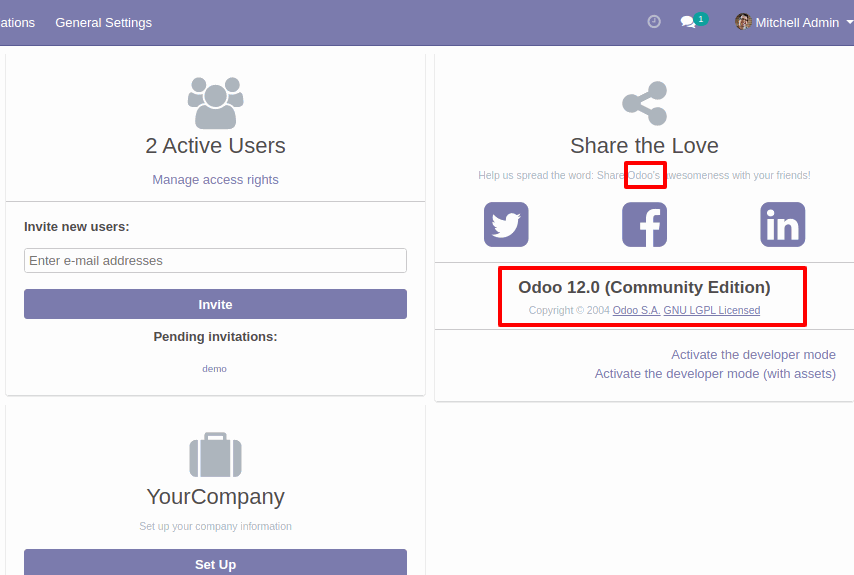 ations General Settings 1 Mitchell Admin
2 Active Users
Manage access rights
Invite new users:
Enter e-mail addresses
Invite
Pending invitations:
demo
Share the Love
Help us spread the word: Share Odoo's awesomeness with your friends!
Odoo 12.0 (Community Edition)
Copyright © 2004 Odoo S.A. GNU LGPL Licensed
Activate the developer mode
Activate the developer mode (with assets)
YourCompany
Set up your company information
Set Up